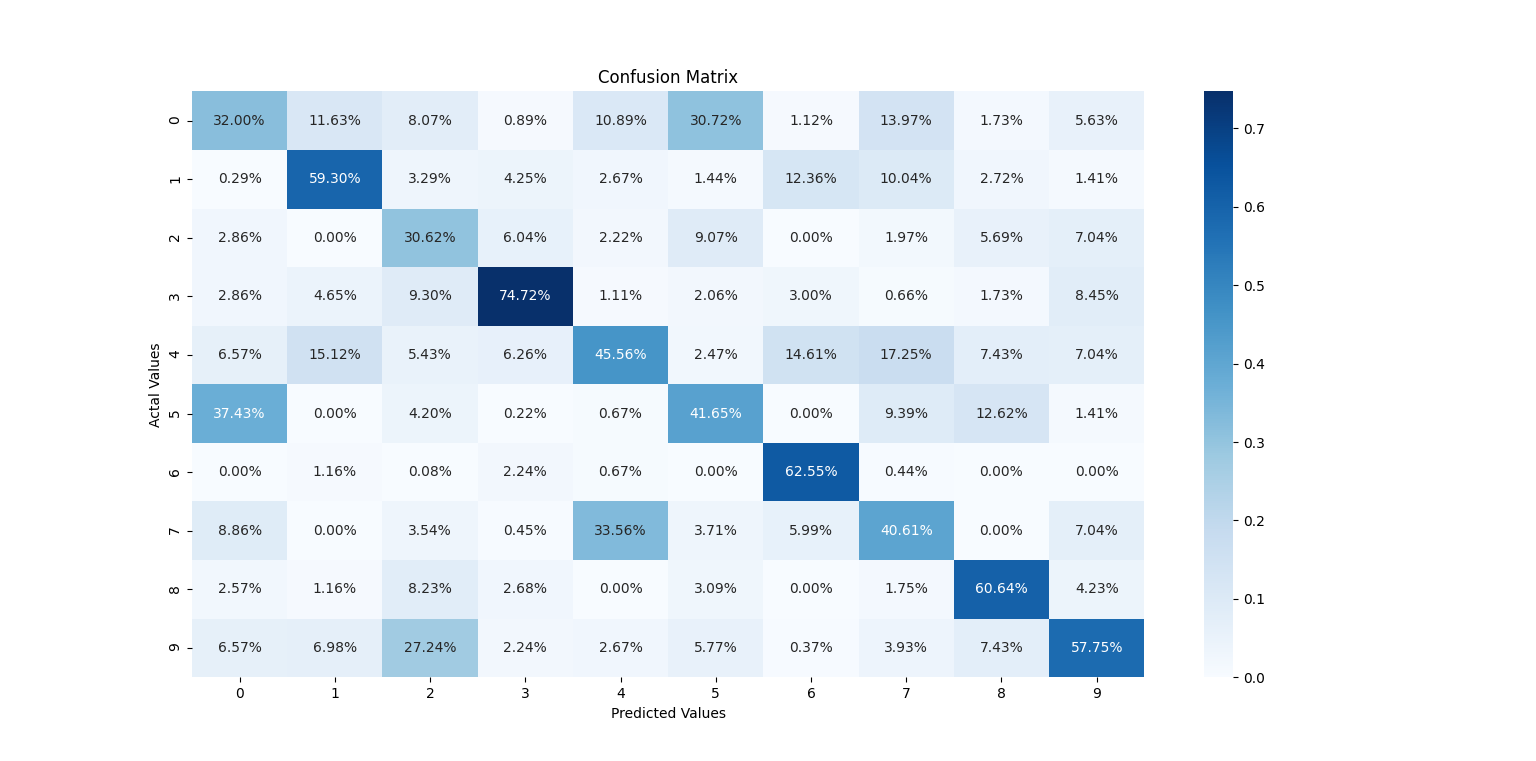 Confusion Matrix
0 32.00% 11.63% 8.07% 0.89% 10.89% 30.72% 1.12% 13.97% 1.73% 5.63%
1 0.29% 59.30% 3.29% 4.25% 2.67% 1.44% 12.36% 10.04% 2.72% 1.41%
2 2.86% 0.00% 30.62% 6.04% 2.22% 9.07% 0.00% 1.97% 5.69% 7.04%
3 2.86% 4.65% 9.30% 74.72% 1.11% 2.06% 3.00% 0.66% 1.73% 8.45%
4 6.57% 15.12% 5.43% 6.26% 45.56% 2.47% 14.61% 17.25% 7.43% 7.04%
5 37.43% 0.00% 4.20% 0.22% 0.67% 41.65% 0.00% 9.39% 12.62% 1.41%
6 0.00% 1.16% 0.08% 2.24% 0.67% 0.00% 62.55% 0.44% 0.00% 0.00%
7 8.86% 0.00% 3.54% 0.45% 33.56% 3.71% 5.99% 40.61% 0.00% 7.04%
8 2.57% 1.16% 8.23% 2.68% 0.00% 3.09% 0.00% 1.75% 60.64% 4.23%
9 6.57% 6.98% 27.24% 2.24% 2.67% 5.77% 0.37% 3.93% 7.43% 57.75%
0 1 2 3 4 5 6 7 8 9
Predicted Values
Actal Values
0.7
0.6
0.5
0.4
0.3
0.2
0.1
0.0